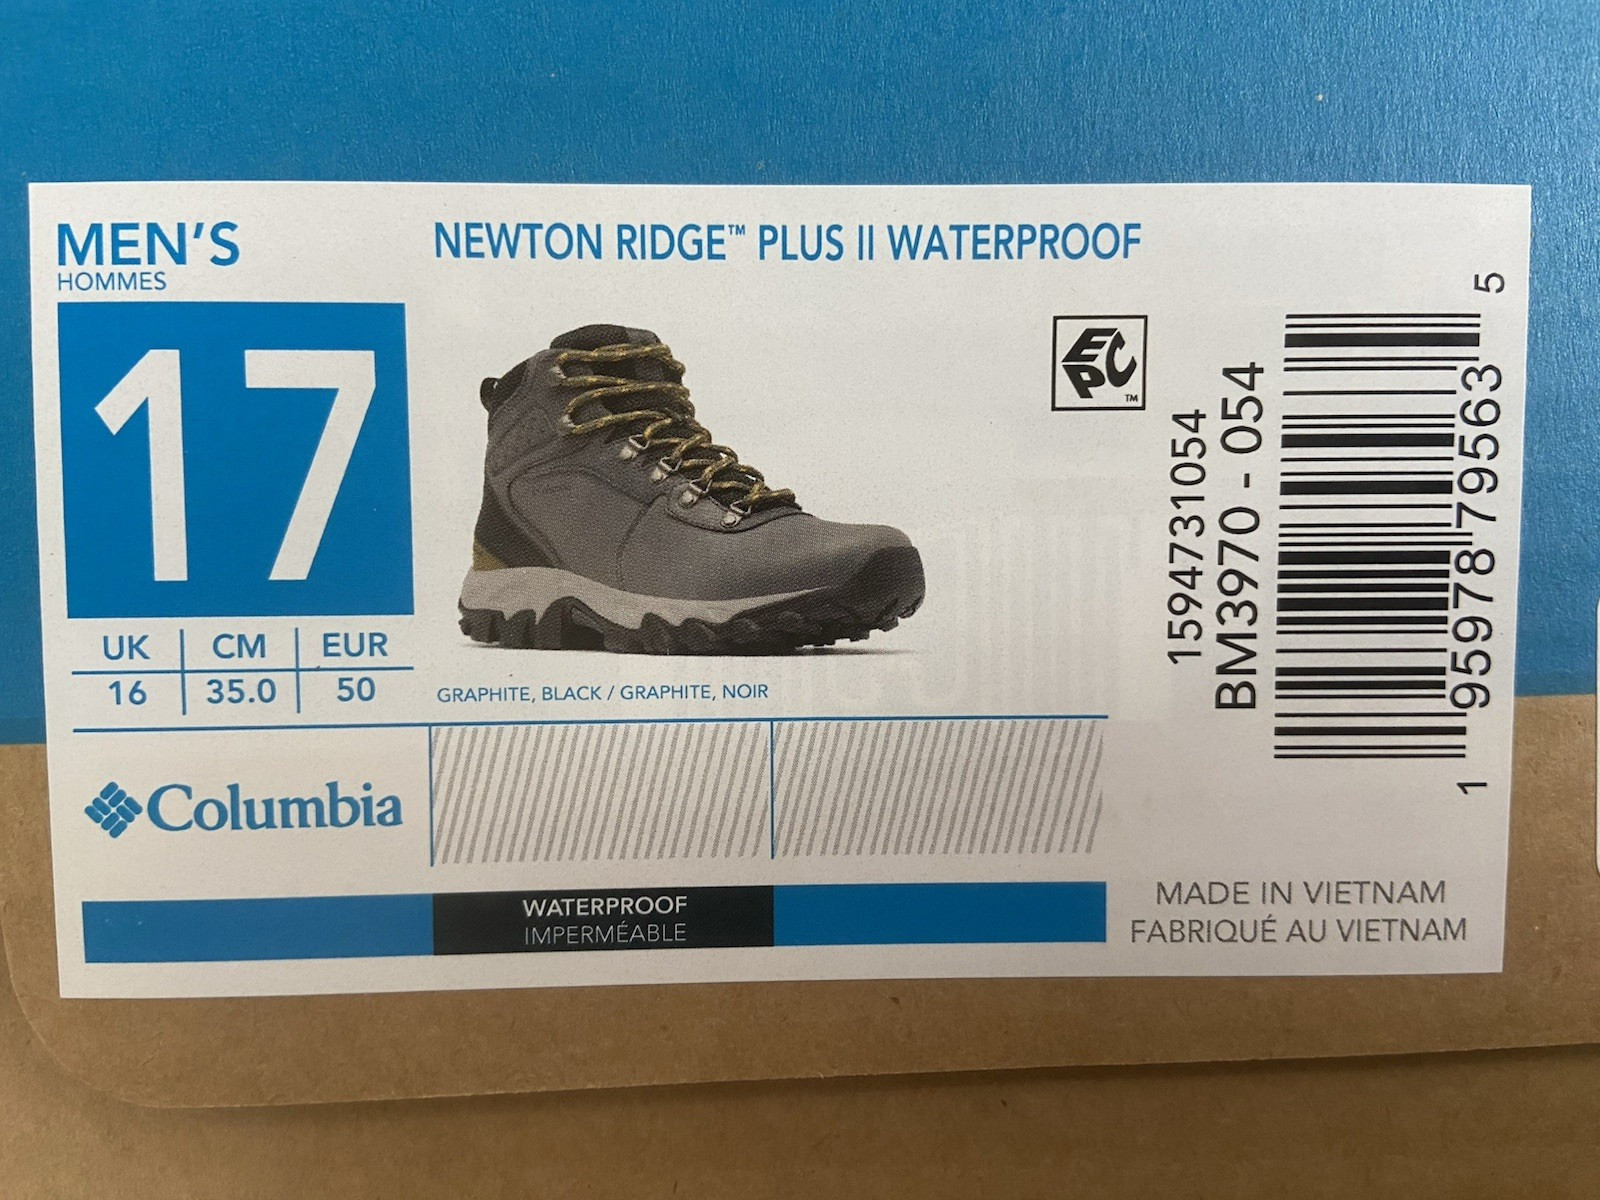 MEN'S
HOMMES
17
UK CM EUR
16 35.0 50
NEWTON RIDGE™ PLUS II WATERPROOF
GRAPHITE, BLACK / GRAPHITE, NOIR
EPC™
1594731054
BM3970 - 054
1 95978 79563 5
Columbia
WATERPROOF
IMPERMÉABLE
MADE IN VIETNAM
FABRIQUÉ AU VIETNAM